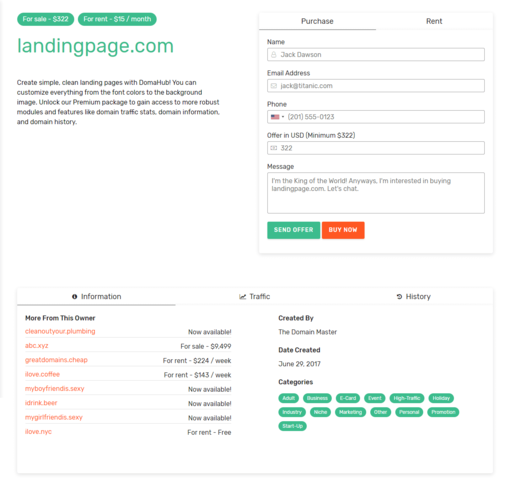 For sale - $322
For rent - $15 / month
landingpage.com
Create simple, clean landing pages with DomaHub! You can
customize everything from the font colors to the background
image. Unlock our Premium package to gain access to more robust
modules and features like domain traffic stats, domain information,
and domain history.
Purchase
Rent
Name
Jack Dawson
Email Address
jack@titanic.com
Phone
(201) 555-0123
Offer in USD (Minimum $322)
322
Message
I'm the King of the World! Anyways, I'm interested in buying
landingpage.com. Let's chat.
SEND OFFER
BUY NOW
Information
Traffic
History
More From This Owner
cleanoutyour.plumbing Now available!
abc.xyz For sale - $9,499
greatdomains.cheap For rent - $224 / week
ilove.coffee For rent - $143 / week
myboyfriendis.sexy Now available!
idrink.beer Now available!
mygirlfriendis.sexy Now available!
ilove.nyc For rent - Free
Created By
The Domain Master
Date Created
June 29, 2017
Categories
Adult Business E-Card Event High-Traffic Holiday
Industry Niche Marketing Other Personal Promotion
Start-Up